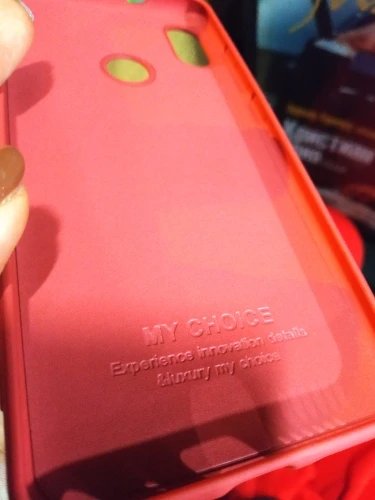 MY CHOICE
Experience innovation details
&luxury my choice